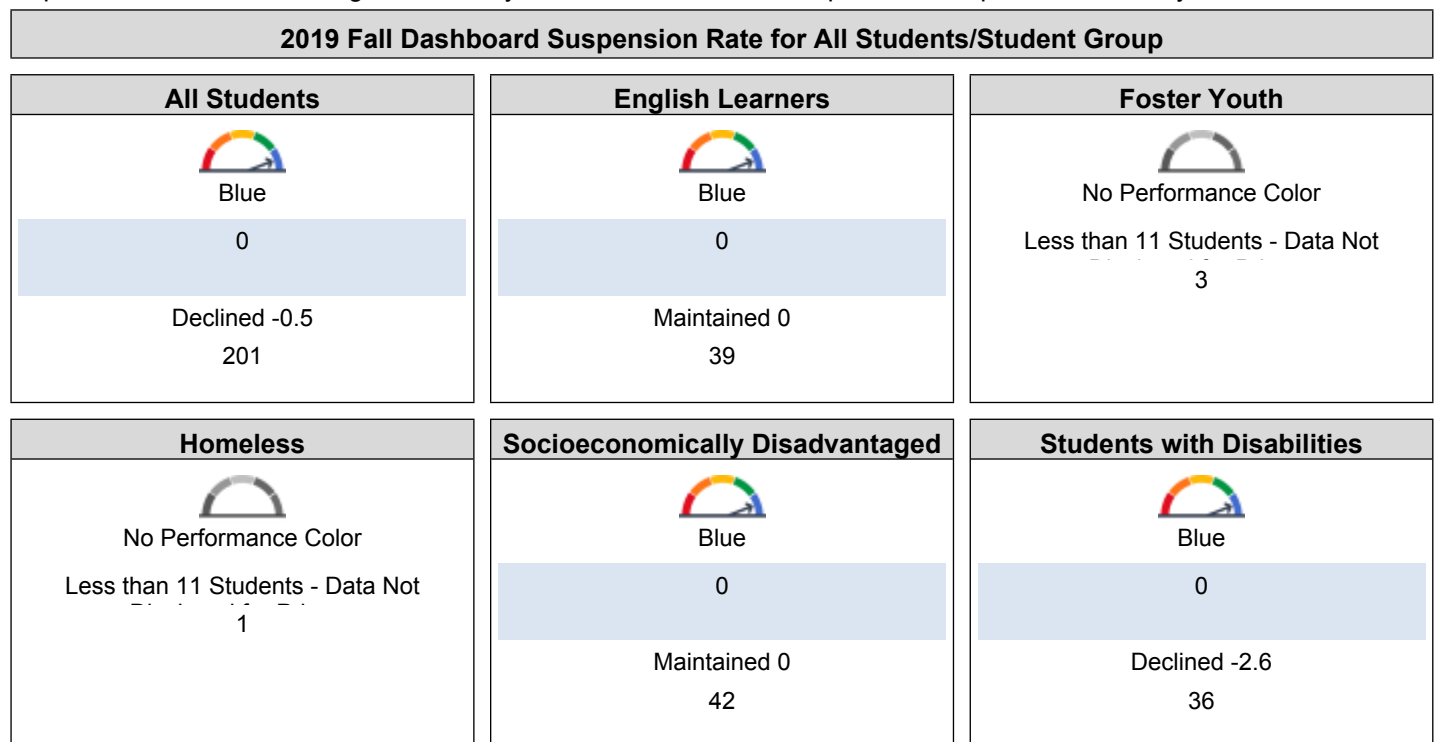 2019 Fall Dashboard Suspension Rate for All Students/Student Group
All Students
Blue
0
Declined -0.5
201
English Learners
Blue
0
Maintained 0
39
Foster Youth
No Performance Color
Less than 11 Students - Data Not
3
Homeless
No Performance Color
Less than 11 Students - Data Not
1
Socioeconomically Disadvantaged
Blue
0
Maintained 0
42
Students with Disabilities
Blue
0
Declined -2.6
36